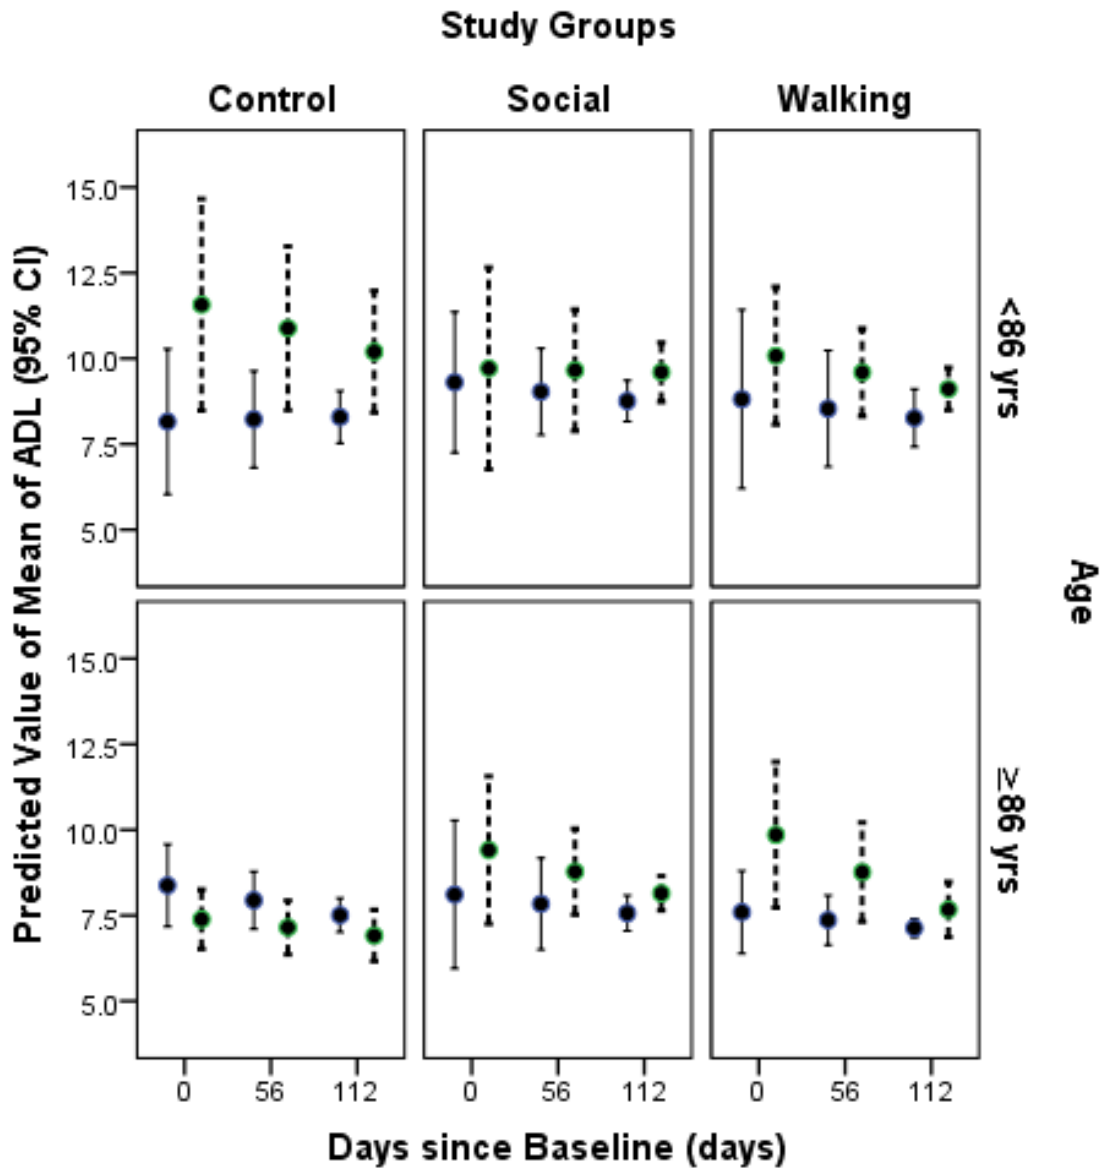 Study Groups
Control Social Walking
Predicted Value of Mean of ADL (95% CI)
15.0
12.5
10.0
7.5
5.0
<86 yrs
Age
15.0
12.5
10.0
7.5
5.0
≥86 yrs
0 56 112 0 56 112 0 56 112
Days since Baseline (days)